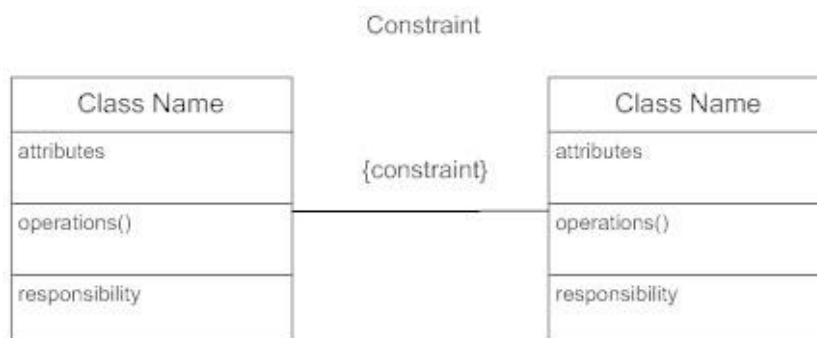 Constraint
Class Name
attributes
operations()
responsibility
{constraint}
Class Name
attributes
operations()
responsibility